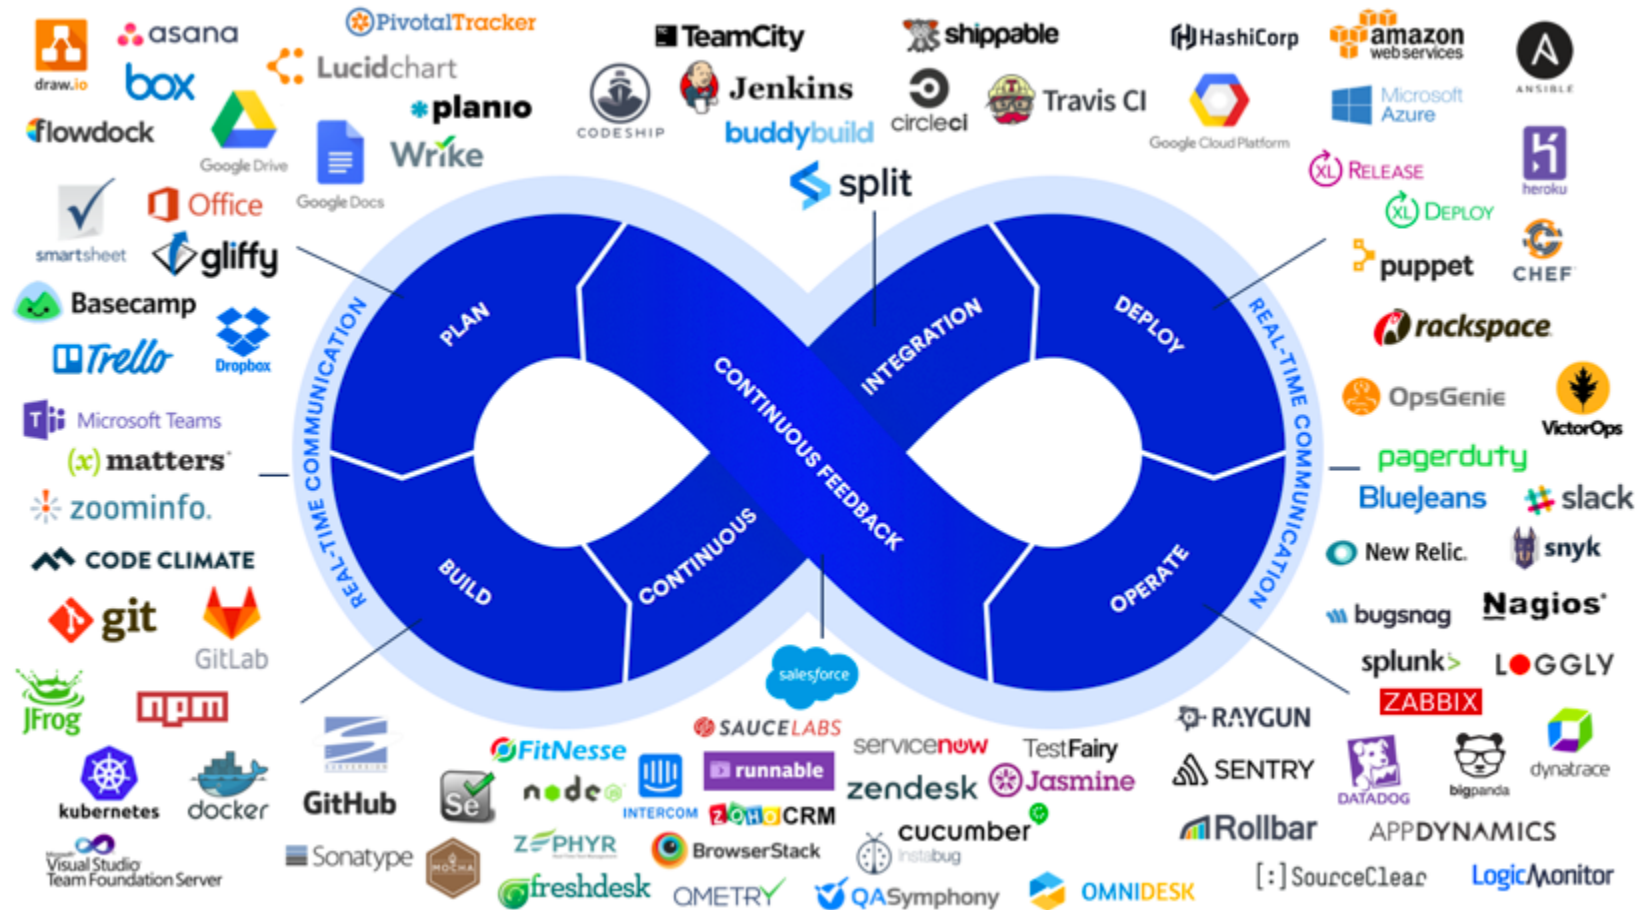 draw.io
asana
PivotalTracker
box
Lucidchart
flowdock
Google Drive
planio
Google Docs
Wrike
smartsheet
Office
gliffy
Basecamp
Trello
Dropbox
TeamCity
shippable
CODESHIP
Jenkins
circleci
Travis CI
buddybuild
split
HashiCorp
amazon
web services
ANSIBLE
Google Cloud Platform
Microsoft
Azure
heroku
XL RELEASE
XL DEPLOY
puppet
CHEF
rackspace
PLAN
BUILD
CONTINUOUS
INTEGRATION
DEPLOY
OPERATE
CONTINUOUS FEEDBACK
REAL-TIME COMMUNICATION
REAL-TIME COMMUNICATION
Microsoft Teams
(x) matters
zoominfo.
OpsGenie
VictorOps
pagerduty
BlueJeans
slack
CODE CLIMATE
git
GitLab
JFrog
npm
kubernetes
docker
GitHub
Visual Studio
Team Foundation Server
Sonatype
salesforce
SAUCELABS
FitNesse
Se
node
INTERCOM
runnable
servicenow
TestFairy
zendesk
Jasmine
ZOHO CRM
cucumber
ZEPHYR
BrowserStack
instabug
MOCHA
freshdesk
QMETRY
QASymphony
OMNIDESK
New Relic.
snyk
bugsnag
Nagios®
splunk>
LOGGLY
ZABBIX
RAYGUN
SENTRY
DATADOG
bigpanda
dynatrace
Rollbar
APPDYNAMICS
[:]SourceClear
LogicMonitor